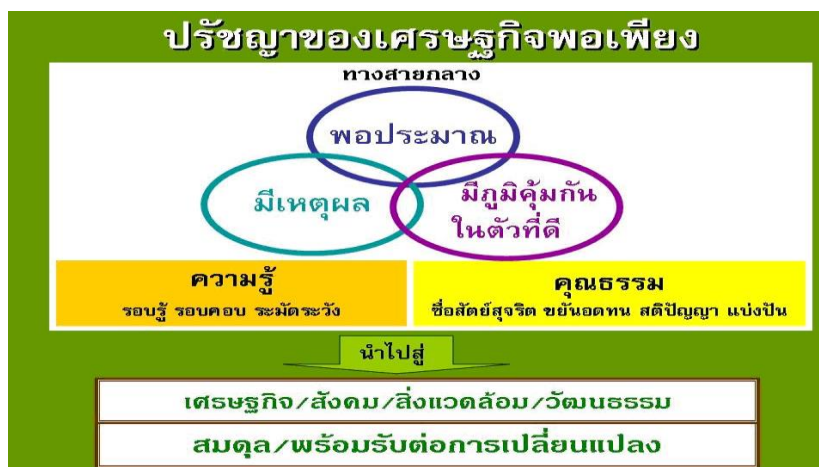 ปรัชญาของเศรษฐกิจพอเพียง
ทางสายกลาง
พอประมาณ
มีเหตุผล
มีภูมิคุ้มกัน
ในตัวที่ดี
ความรู้
รอบรู้ รอบคอบ ระมัดระวัง
คุณธรรม
ซื่อสัตย์สุจริต ขยันอดทน สติปัญญา แบ่งปัน
นำไปสู่
เศรษฐกิจ/สังคม/สิ่งแวดล้อม/วัฒนธรรม
สมดุล/พร้อมรับต่อการเปลี่ยนแปลง